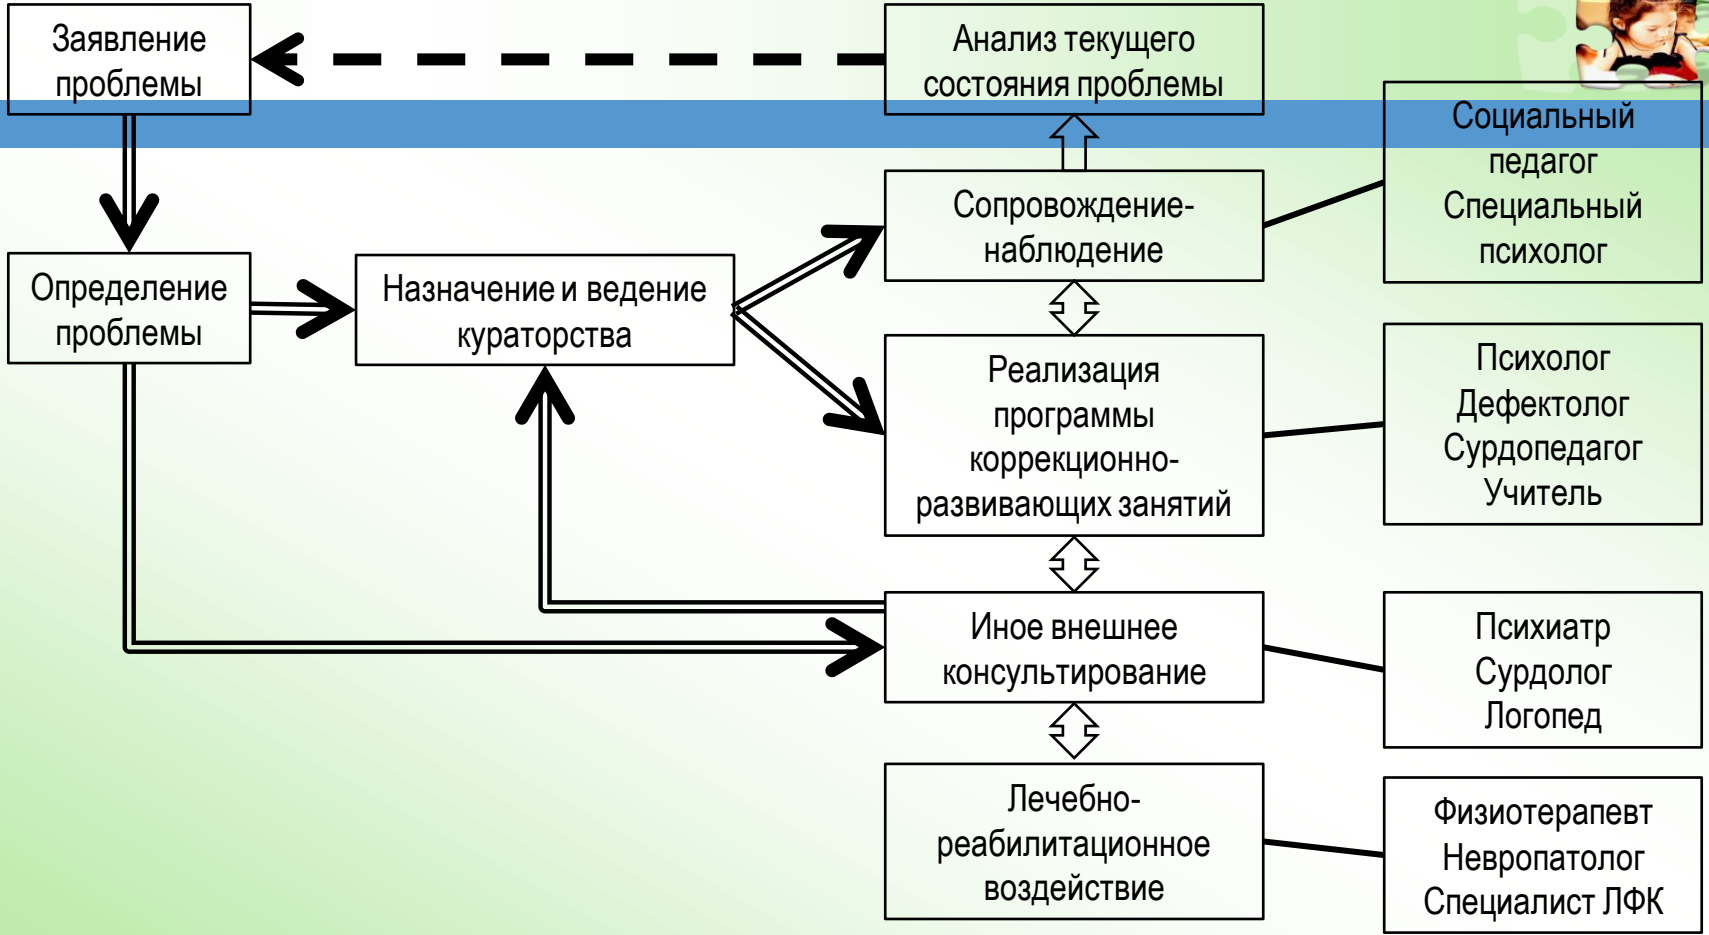 Заявление
проблемы
Анализ текущего
состояния проблемы
Социальный
педагог
Специальный
психолог
Сопровождение-
наблюдение
Определение
проблемы
Назначение и ведение
кураторства
Реализация
программы
коррекционно-
развивающих занятий
Психолог
Дефектолог
Сурдопедагог
Учитель
Иное внешнее
консультирование
Психиатр
Сурдолог
Логопед
Лечебно-
реабилитационное
воздействие
Физиотерапевт
Невропатолог
Специалист ЛФК